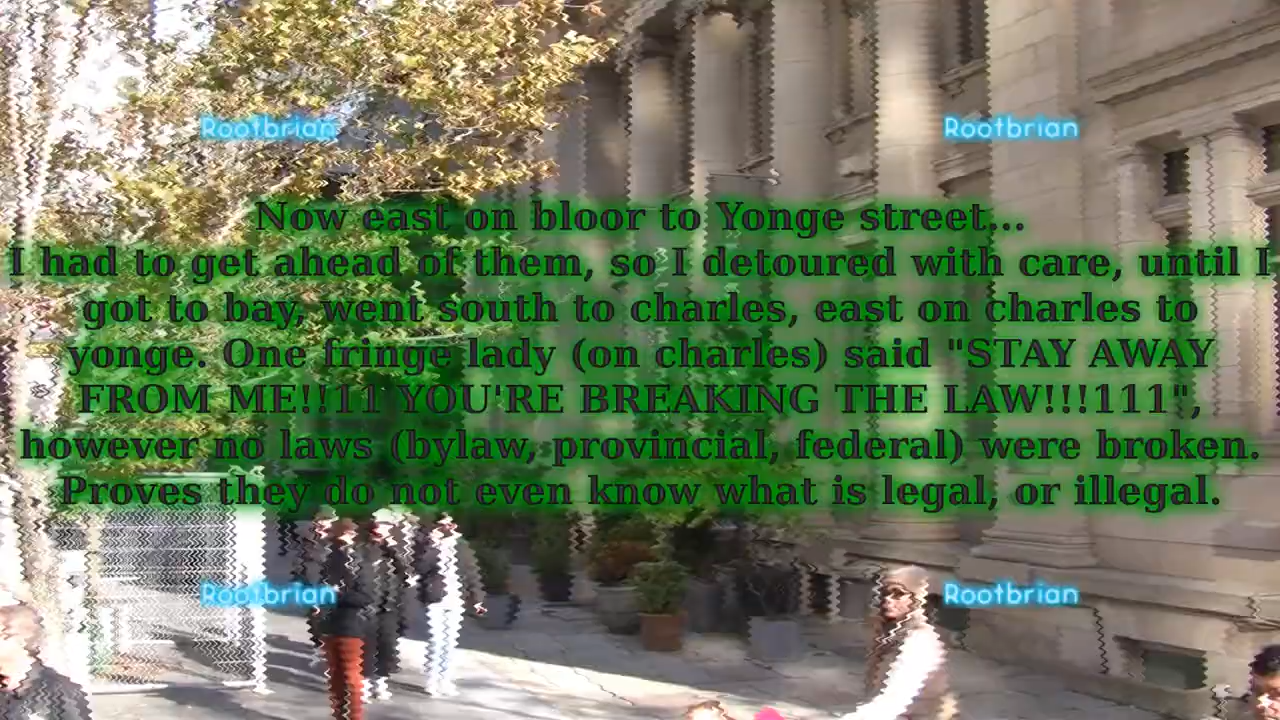 Rootbrian Rootbrian
Now east on bloor to Yonge street...
I had to get ahead of them, so I detoured with care, until I
got to bay, went south to charles, east on charles to
yonge. One fringe lady (on charles) said "STAY AWAY
FROM ME!!11 YOU'RE BREAKING THE LAW!!!111",
however no laws (bylaw, provincial, federal) were broken.
Proves they do not even know what is legal, or illegal.
Rootbrian Rootbrian